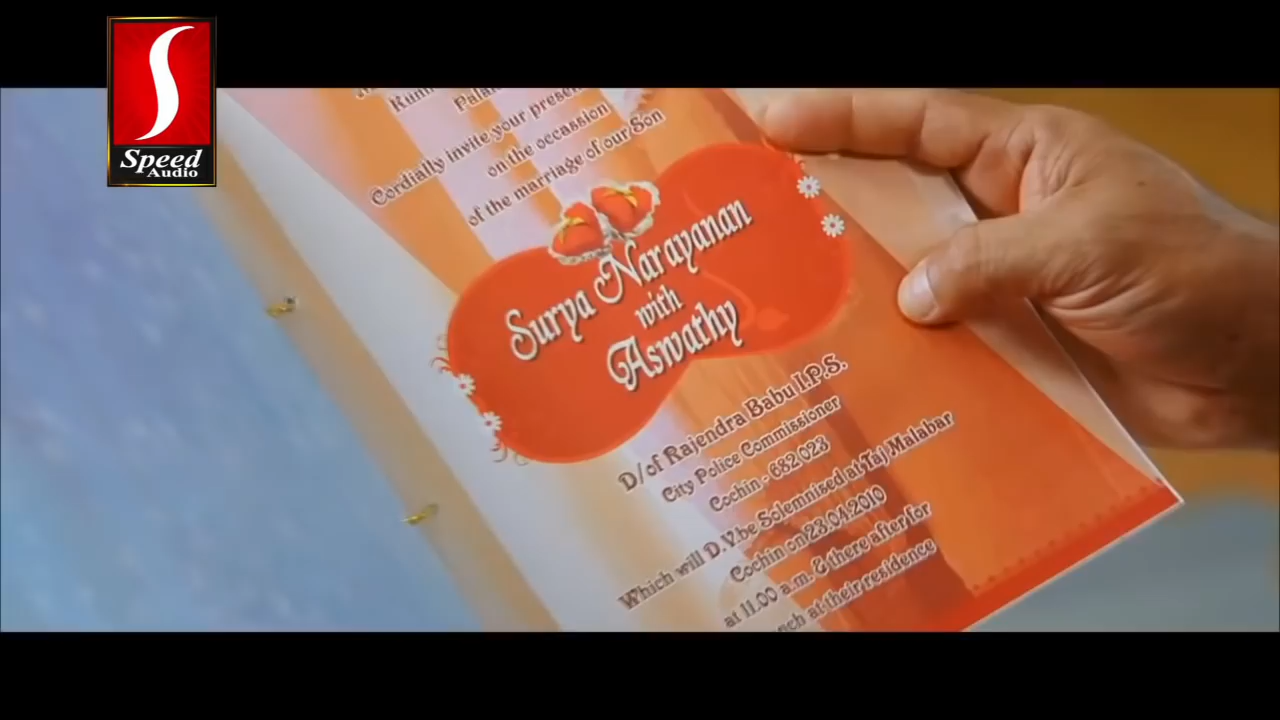 S
Speed
Audio
Cordially invite your presen
on the occassion
of the marriage of our Son
Surya Narayanan
with
Aswathy
D/of Rajendra Babu I.P.S.
City Police Commissioner
Cochin - 682 023
Which will D.V.be Solemnized at Taj Malabar
Cochin on 23.04.2010
at 11.00 a.m. & there after for
at their residence